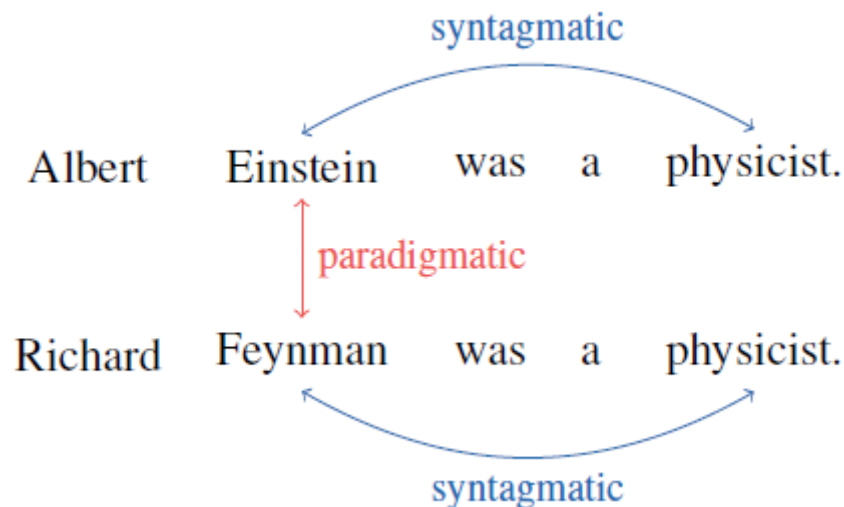 syntagmatic
Albert Einstein was a physicist.
paradigmatic
Richard Feynman was a physicist.
syntagmatic